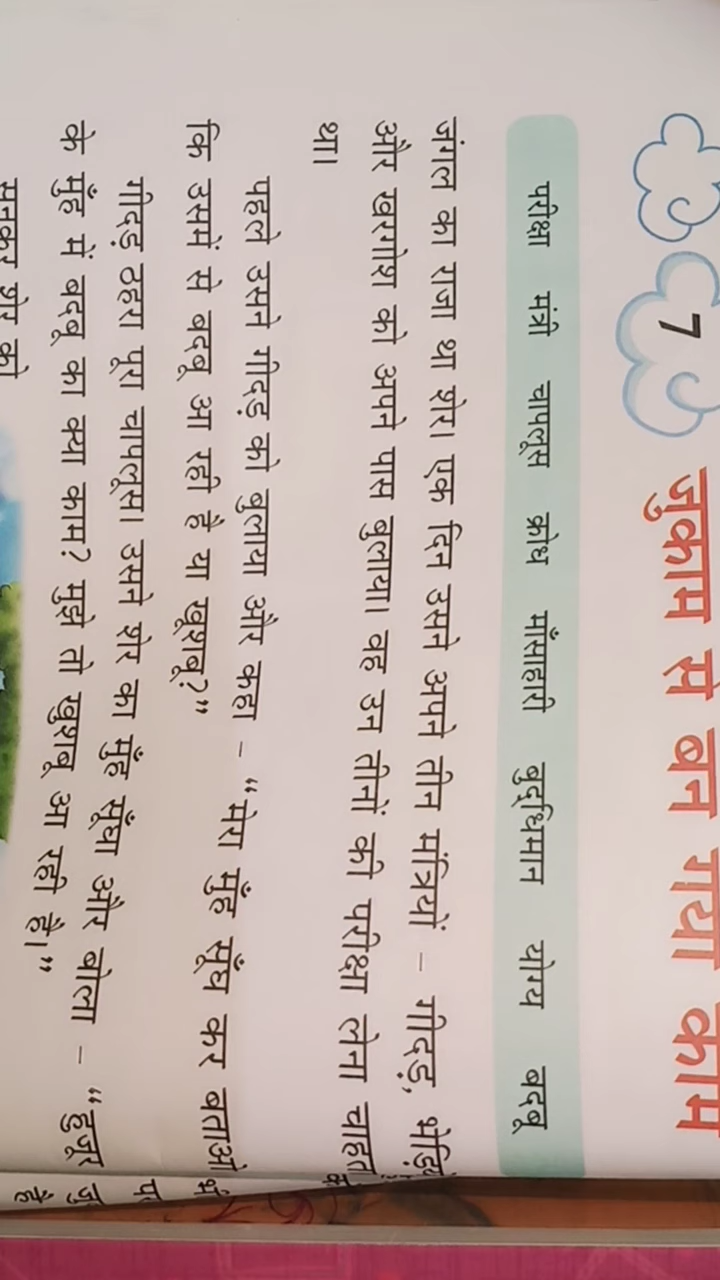 7
जुकाम से बन गया काम
परीक्षा मंत्री चापलूस क्रोध माँसाहारी बुद्धिमान योग्य बदबू
जंगल का राजा था शेर। एक दिन उसने अपने तीन मंत्रियों – गीदड़, भेड़ि
और खरगोश को अपने पास बुलाया। वह उन तीनों की परीक्षा लेना चाहता
था।
पहले उसने गीदड़ को बुलाया और कहा – “मेरा मुँह सूँघ कर बताओ
कि उसमें से बदबू आ रही है या खुशबू?”
गीदड़ ठहरा पूरा चापलूस। उसने शेर का मुँह सूँघा और बोला – “हुजूर
के मुँह में बदबू का क्या काम? मुझे तो खुशबू आ रही है।”
सुनकर शेर को